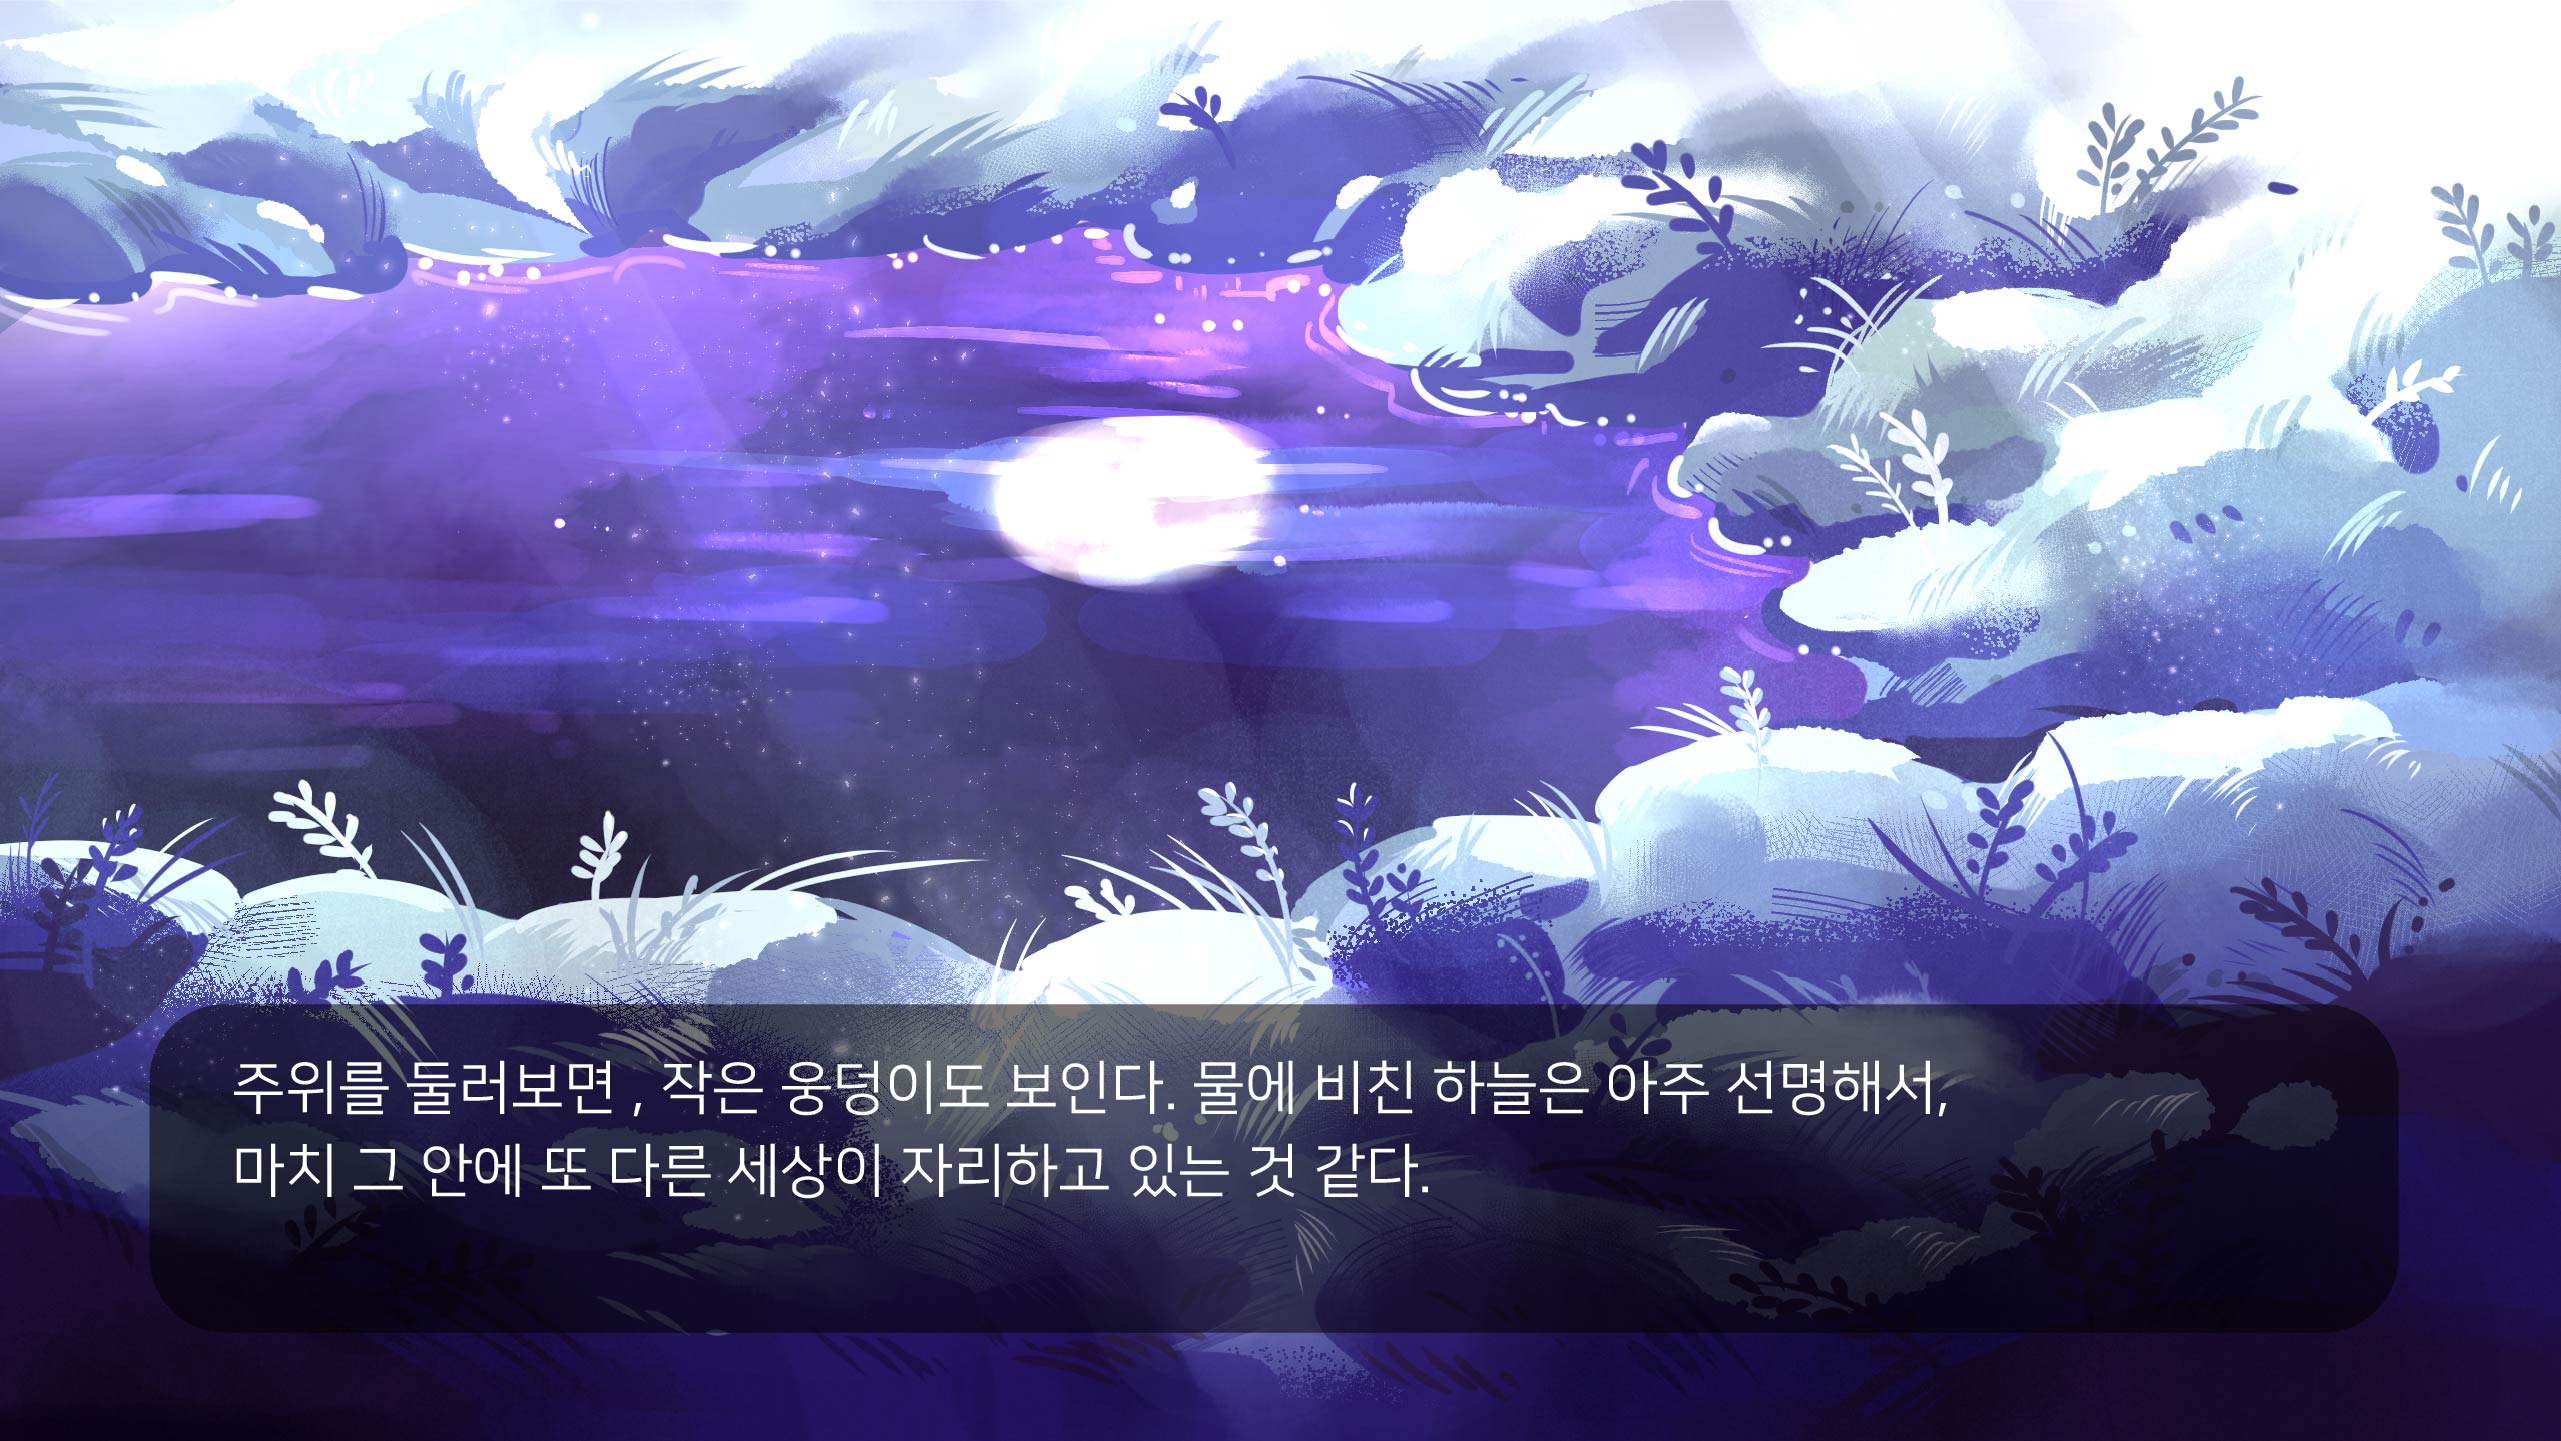 주위를 둘러보면 , 작은 웅덩이도 보인다. 물에 비친 하늘은 아주 선명해서,
마치 그 안에 또 다른 세상이 자리하고 있는 것 같다.